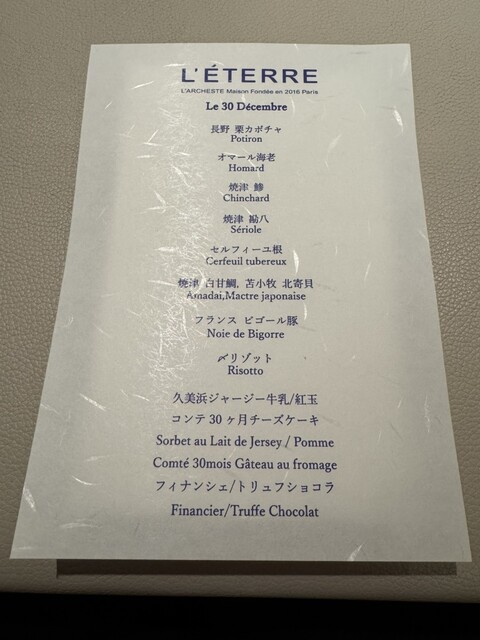 L'ÉTERRE
L'ARCHESTE Maison Fondée en 2016 Paris
Le 30 Décembre
長野 栗カボチャ
Potiron
オマール海老
Homard
焼津 鯵
Chinchard
焼津 勘八
Sériole
セルフィーユ根
Cerfeuil tubereux
焼津 白甘鯛, 苫小牧 北寄貝
Amadai,Mactre japonaise
フランス ビゴール豚
Noie de Bigorre
〆リゾット
Risotto
久美浜ジャージー牛乳/紅玉
コンテ30ヶ月チーズケーキ
Sorbet au Lait de Jersey / Pomme
Comté 30mois Gâteau au fromage
フィナンシェ/トリュフショコラ
Financier/Truffe Chocolat